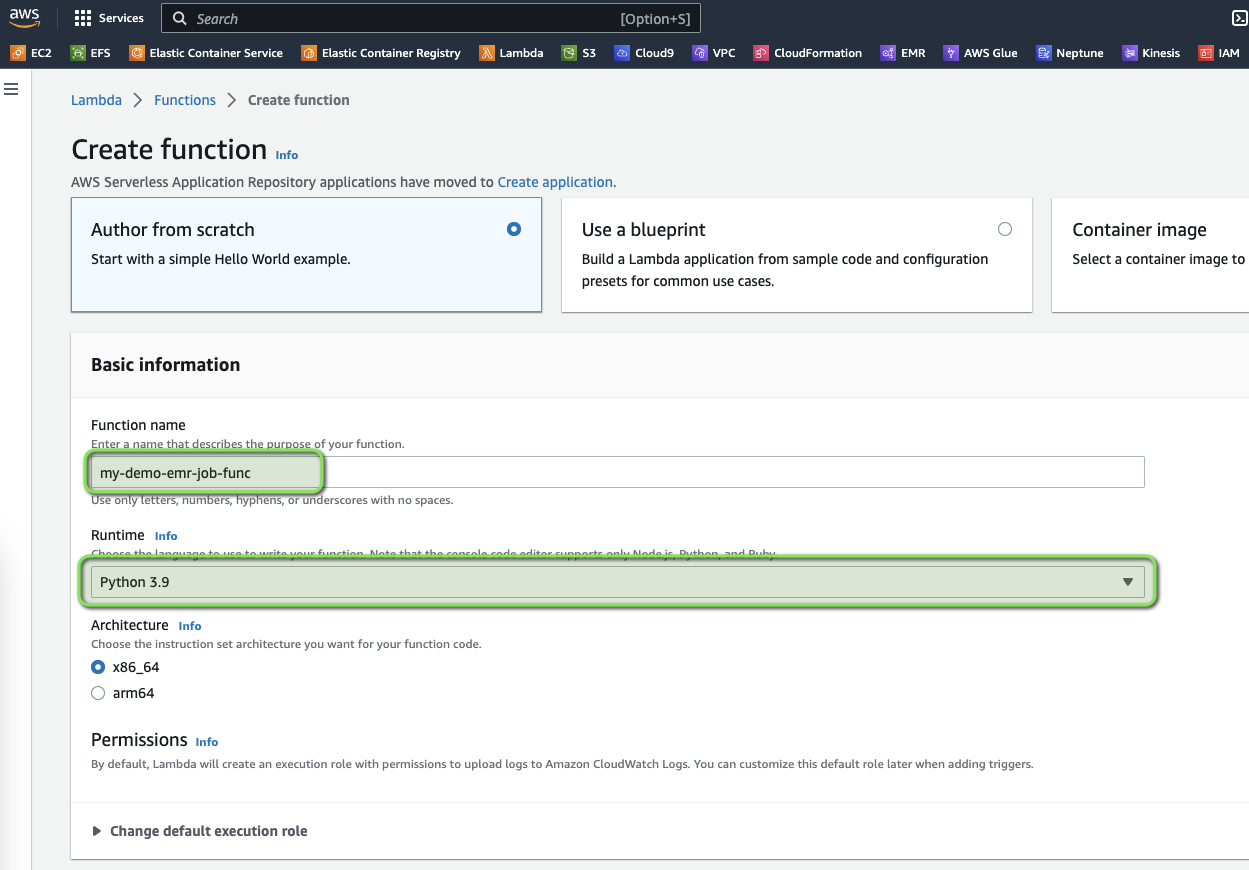 aws Services Search [Option+S]
EC2 EFS Elastic Container Service Elastic Container Registry Lambda S3 Cloud9 VPC CloudFormation EMR AWS Glue Neptune Kinesis IAM
Lambda Functions Create function
Create function Info
AWS Serverless Application Repository applications have moved to Create application.
Author from scratch
Start with a simple Hello World example.
Use a blueprint
Build a Lambda application from sample code and configuration
presets for common use cases.
Container image
Select a container image to
Basic information
Function name
Enter a name that describes the purpose of your function.
my-demo-emr-job-func
Use only letters, numbers, hyphens, or underscores with no spaces.
Runtime Info
Choose the language to use to write your function. Note that the console code editor supports only Node.js, Python, and Ruby.
Python 3.9
Architecture Info
Choose the instruction set architecture you want for your function code.
x86_64
arm64
Permissions Info
By default, Lambda will create an execution role with permissions to upload logs to Amazon CloudWatch Logs. You can customize this default role later when adding triggers.
Change default execution role